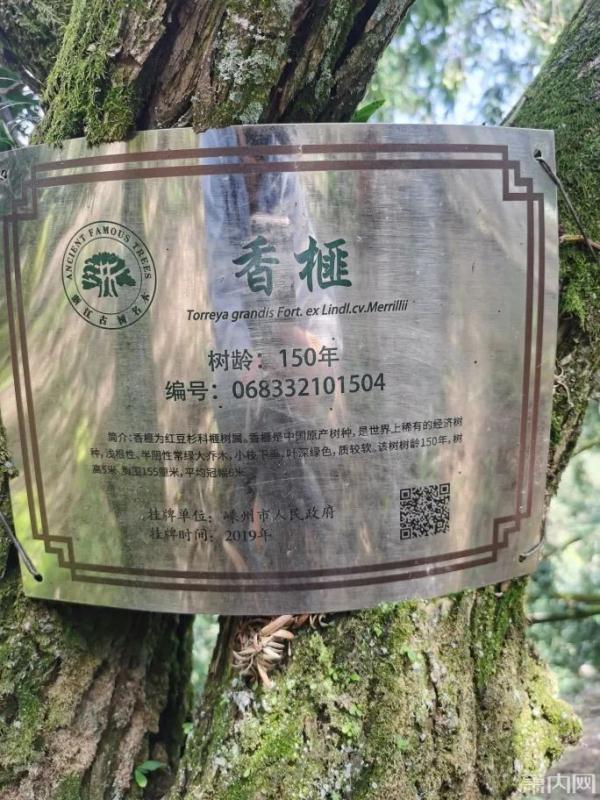 ANCIENT FAMOUS TREES
浙江古树名木
香榧
Torreya grandis Fort. ex Lindl.cv.Merrillii
树龄：150年
编号：068332101504
简介：香榧为红豆杉科榧树属。香榧是中国原产树种，是世界上稀有的经济树
种，浅根性、半阴性常绿大乔木，小枝下垂，叶深绿色，质较软。该树树龄150年，树
高5米，胸围155厘米，平均冠幅6米。
挂牌单位：嵊州市人民政府
挂牌时间：2019年
萧内网